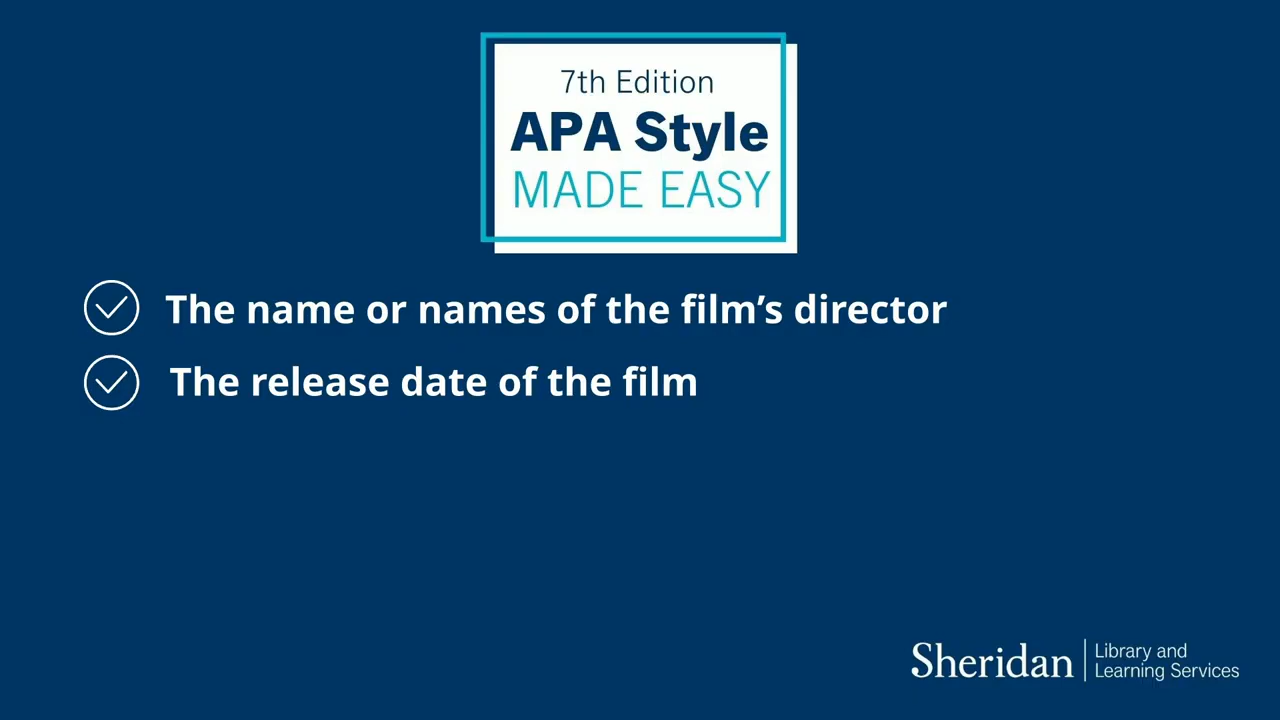 7th Edition
APA Style
MADE EASY
The name or names of the film’s director
The release date of the film
Sheridan
Library and
Learning Services